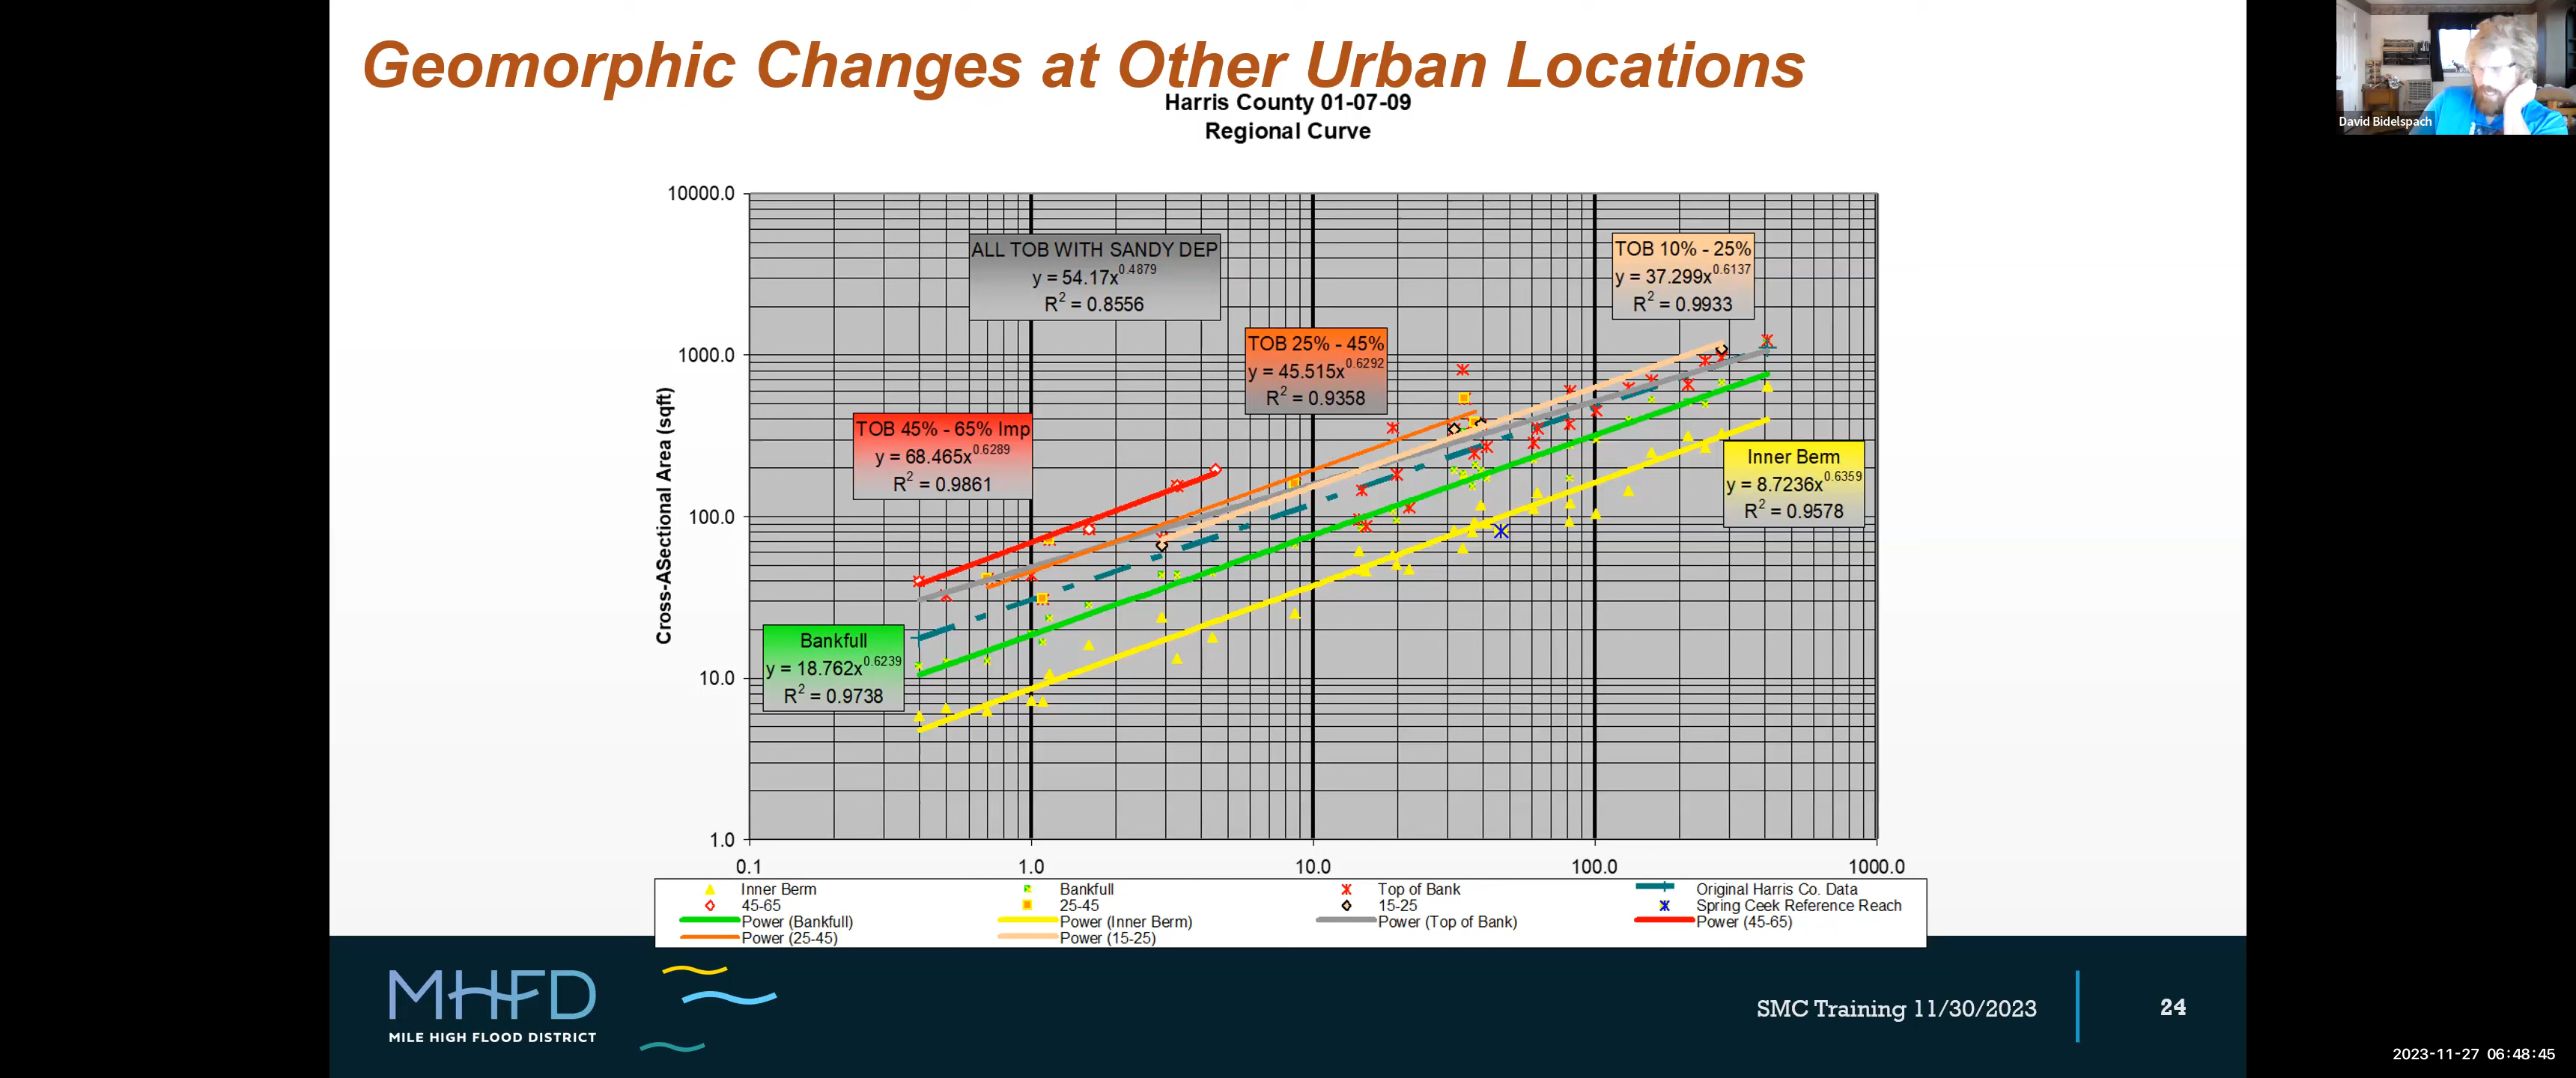 Geomorphic Changes at Other Urban Locations
Harris County 01-07-09
Regional Curve
David Bidelspach
10000.0
1000.0
100.0
10.0
1.0
Cross-ASectional Area (sqft)
ALL TOB WITH SANDY DEP
y = 54.17x^0.4879
R² = 0.8556
TOB 10% - 25%
y = 37.299x^0.6137
R² = 0.9933
TOB 25% - 45%
y = 45.515x^0.6292
R² = 0.9358
TOB 45% - 65% Imp
y = 68.465x^0.6289
R² = 0.9861
Inner Berm
y = 8.7236x^0.6359
R² = 0.9578
Bankfull
y = 18.762x^0.6239
R² = 0.9738
0.1 1.0 10.0 100.0 1000.0
Inner Berm Bankfull Top of Bank Original Harris Co. Data
45-65 25-45 15-25 Spring Ceek Reference Reach
Power (Bankfull) Power (Inner Berm) Power (Top of Bank) Power (45-65)
Power (25-45) Power (15-25)
MHFD
MILE HIGH FLOOD DISTRICT
SMC Training 11/30/2023 24
2023-11-27 06:48:45